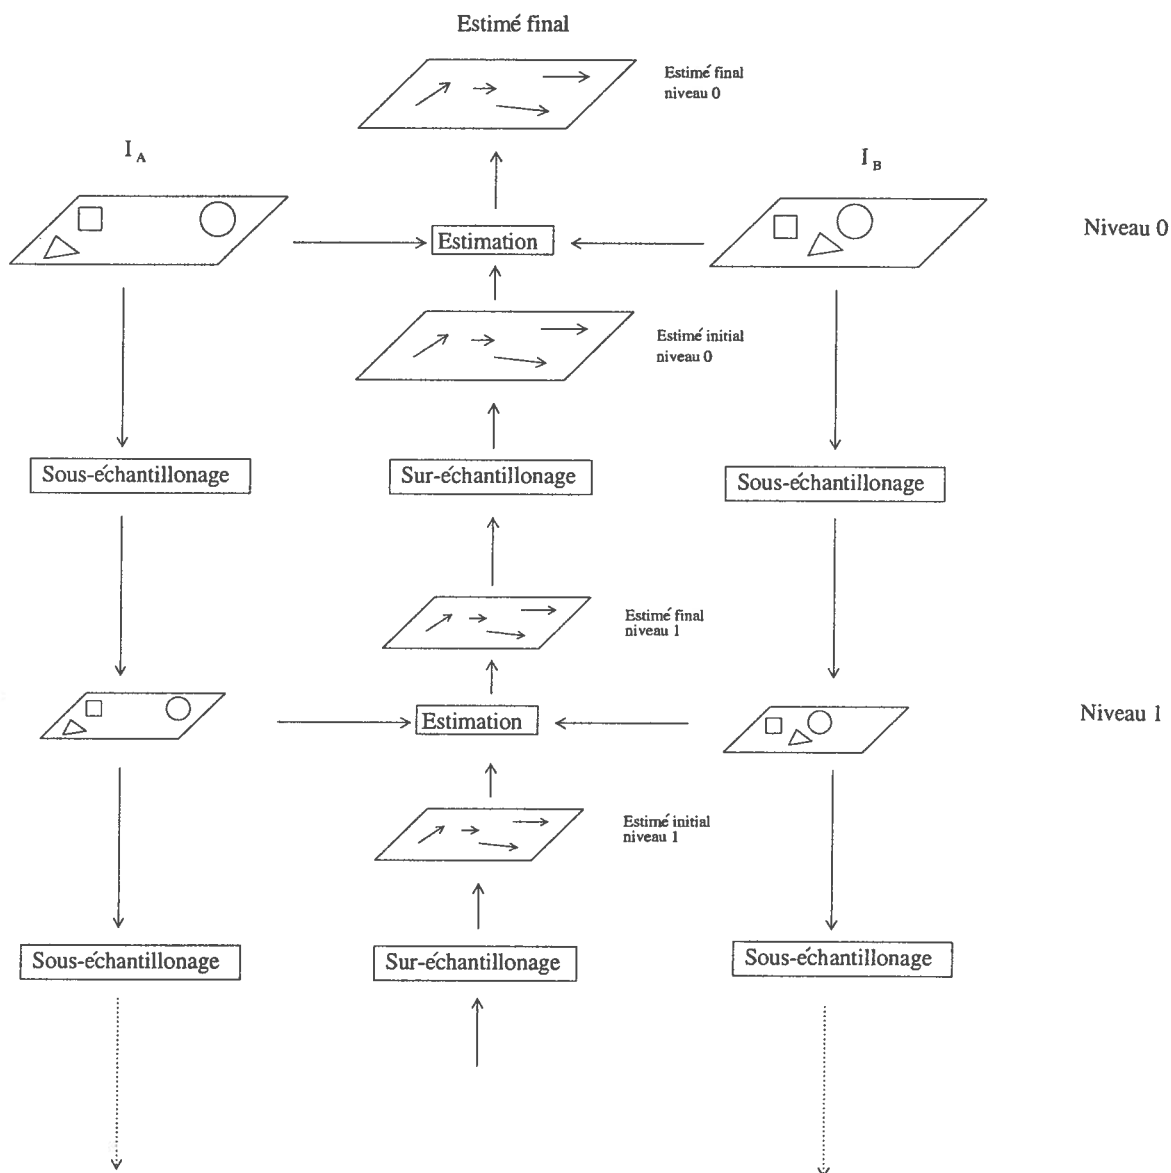 Estimé final
Estimé final
niveau 0
I A
I B
Niveau 0
Estimation
Estimé initial
niveau 0
Sous-échantillonage
Sur-échantillonage
Sous-échantillonage
Estimé final
niveau 1
Estimation
Niveau 1
Estimé initial
niveau 1
Sous-échantillonage
Sur-échantillonage
Sous-échantillonage